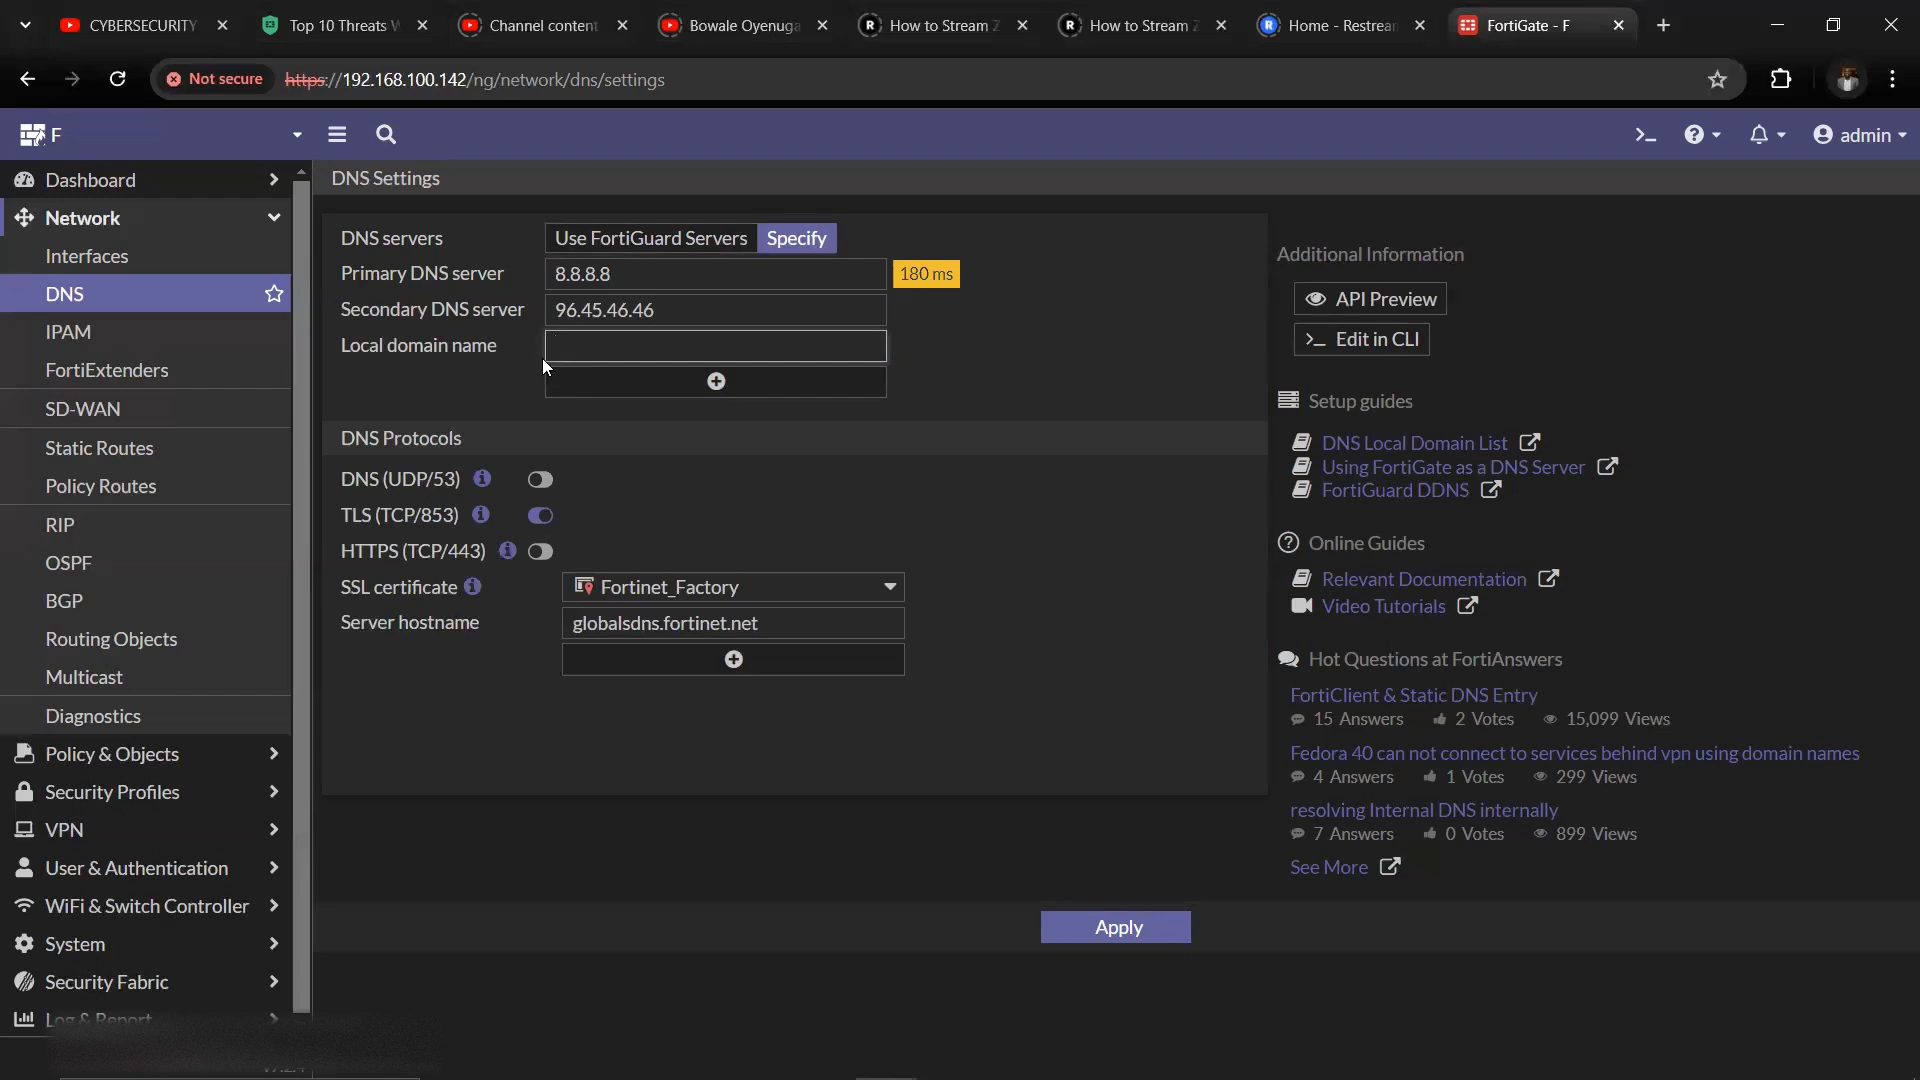 CYBERSECURITY
Top 10 Threats
Channel content
Bowale Oyenuga
How to Stream Z
How to Stream Z
Home - Restrear
FortiGate - F
Not secure
https://192.168.100.142/ng/network/dns/settings
F
admin
Dashboard
Network
Interfaces
DNS
IPAM
FortiExtenders
SD-WAN
Static Routes
Policy Routes
RIP
OSPF
BGP
Routing Objects
Multicast
Diagnostics
Policy & Objects
Security Profiles
VPN
User & Authentication
WiFi & Switch Controller
System
Security Fabric
Log & Report
DNS Settings
DNS servers
Use FortiGuard Servers
Specify
Primary DNS server
8.8.8.8
180 ms
Secondary DNS server
96.45.46.46
Local domain name
DNS Protocols
DNS (UDP/53)
TLS (TCP/853)
HTTPS (TCP/443)
SSL certificate
Fortinet_Factory
Server hostname
globalsdns.fortinet.net
Apply
Additional Information
API Preview
Edit in CLI
Setup guides
DNS Local Domain List
Using FortiGate as a DNS Server
FortiGuard DDNS
Online Guides
Relevant Documentation
Video Tutorials
Hot Questions at FortiAnswers
FortiClient & Static DNS Entry
15 Answers 2 Votes 15,099 Views
Fedora 40 can not connect to services behind vpn using domain names
4 Answers 1 Votes 299 Views
resolving Internal DNS internally
7 Answers 0 Votes 899 Views
See More